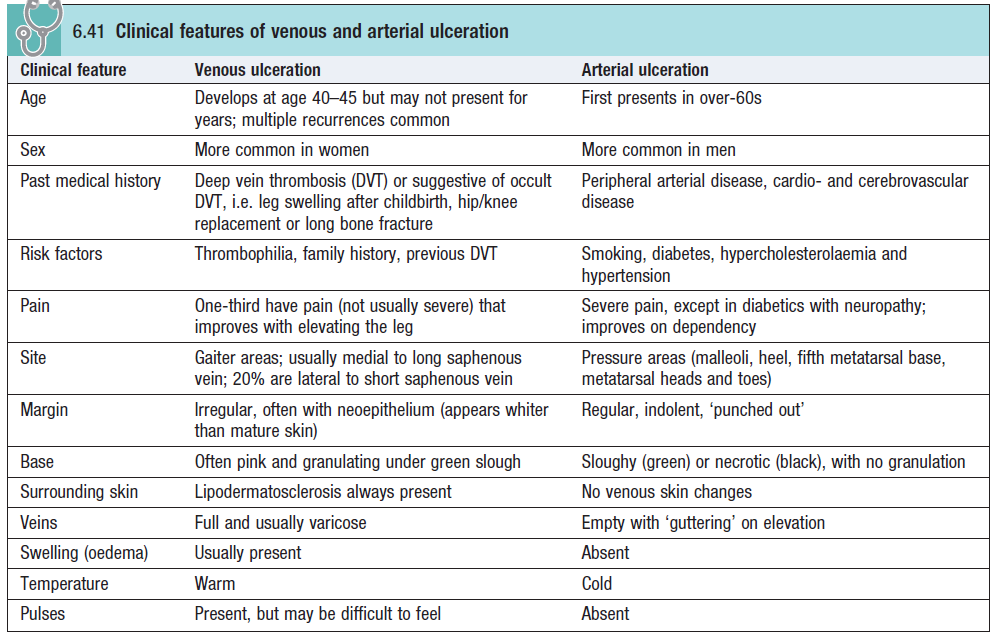 6.41 Clinical features of venous and arterial ulceration
Clinical feature Venous ulceration Arterial ulceration
Age Develops at age 40–45 but may not present for First presents in over-60s
years; multiple recurrences common
Sex More common in women More common in men
Past medical history Deep vein thrombosis (DVT) or suggestive of occult Peripheral arterial disease, cardio- and cerebrovascular
DVT, i.e. leg swelling after childbirth, hip/knee disease
replacement or long bone fracture
Risk factors Thrombophilia, family history, previous DVT Smoking, diabetes, hypercholesterolaemia and
hypertension
Pain One-third have pain (not usually severe) that Severe pain, except in diabetics with neuropathy;
improves with elevating the leg improves on dependency
Site Gaiter areas; usually medial to long saphenous Pressure areas (malleoli, heel, fifth metatarsal base,
vein; 20% are lateral to short saphenous vein metatarsal heads and toes)
Margin Irregular, often with neoepithelium (appears whiter Regular, indolent, ‘punched out’
than mature skin)
Base Often pink and granulating under green slough Sloughy (green) or necrotic (black), with no granulation
Surrounding skin Lipodermatosclerosis always present No venous skin changes
Veins Full and usually varicose Empty with ‘guttering’ on elevation
Swelling (oedema) Usually present Absent
Temperature Warm Cold
Pulses Present, but may be difficult to feel Absent